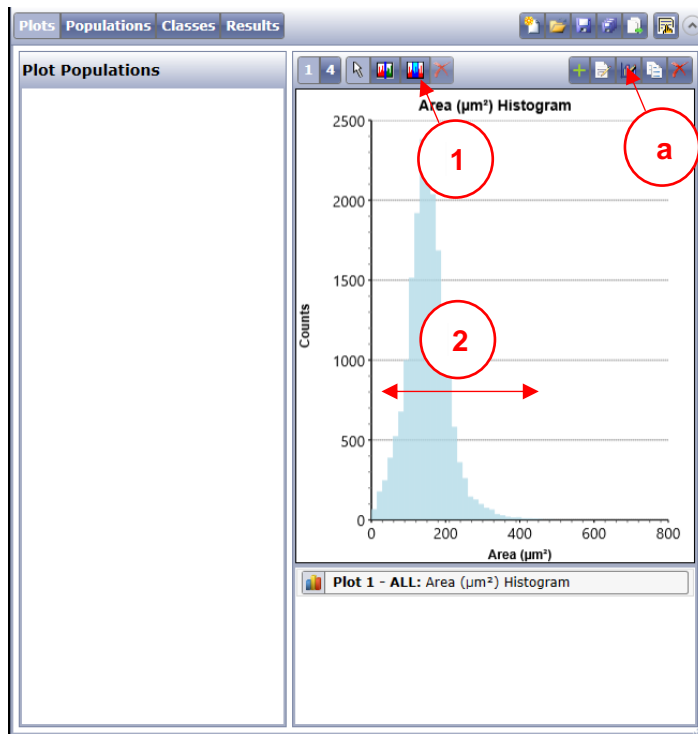 Plots Populations Classes Results
Plot Populations
1 4
Area (µm²) Histogram
1
a
2500
2000
1500
1000
500
0
Counts
2
0 200 400 600 800
Area (µm²)
Plot 1 - ALL: Area (µm²) Histogram